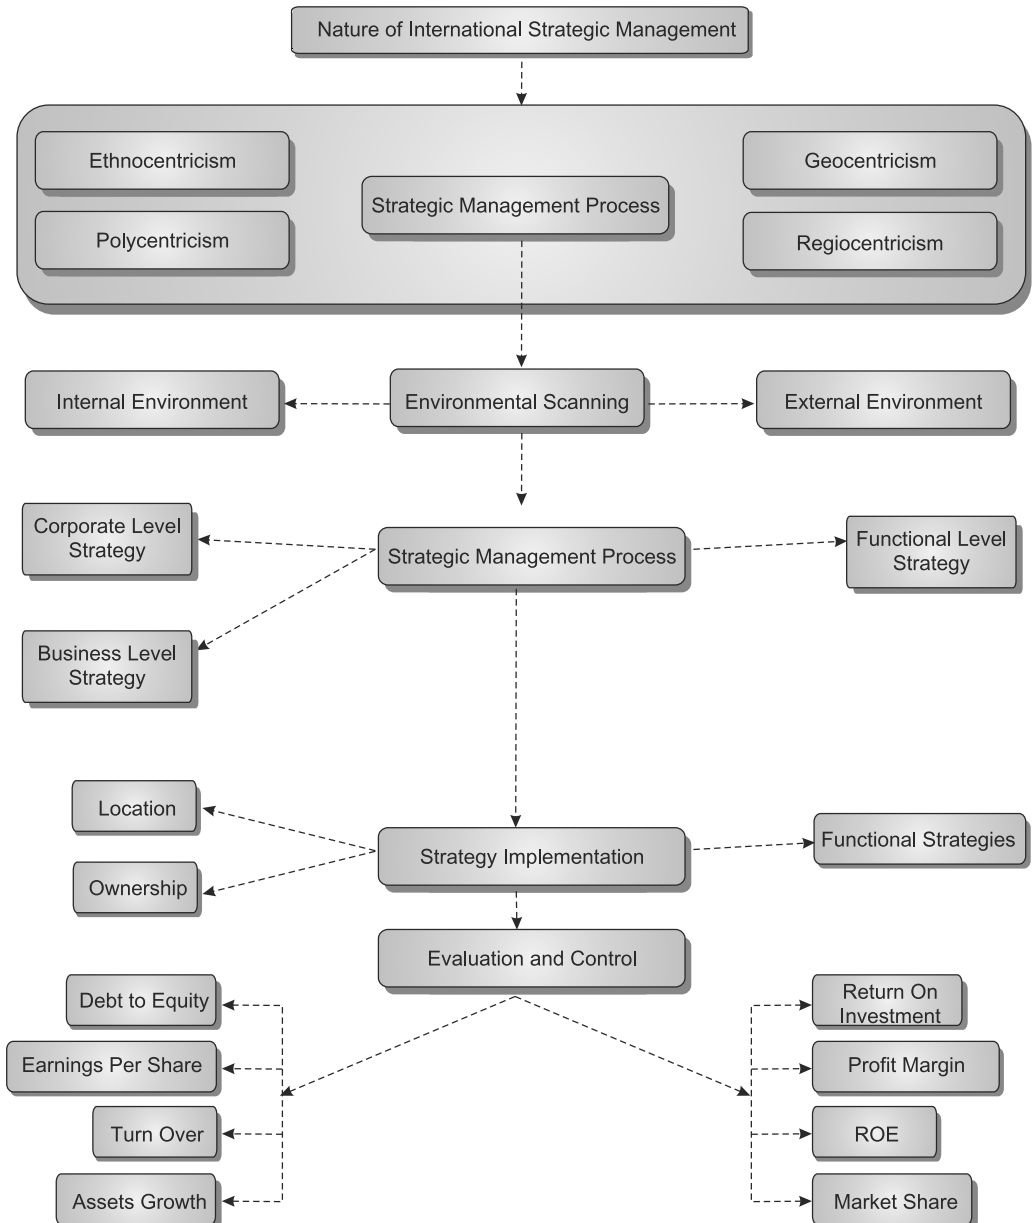 Nature of International Strategic Management
Ethnocentricism
Geocentricism
Strategic Management Process
Polycentricism
Regiocentricism
Internal Environment
Environmental Scanning
External Environment
Corporate Level
Strategy
Strategic Management Process
Functional Level
Strategy
Business Level
Strategy
Location
Strategy Implementation
Functional Strategies
Ownership
Evaluation and Control
Debt to Equity
Return On
Investment
Earnings Per Share
Profit Margin
Turn Over
ROE
Assets Growth
Market Share